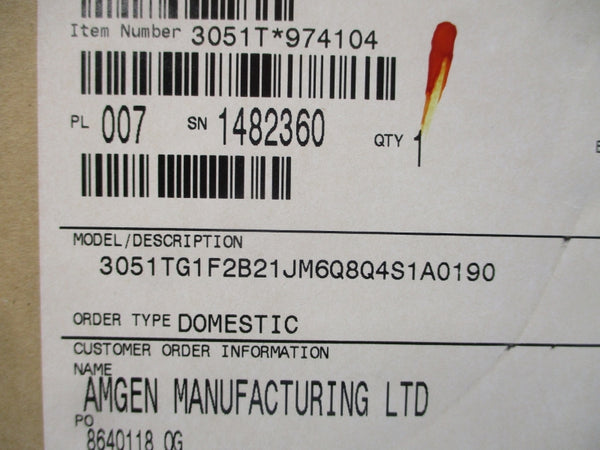 Item Number 3051T*974104
PL 007 SN 1482360 QTY 1
MODEL/DESCRIPTION
3051TG1F2B21JM6Q8Q4S1A0190
ORDER TYPE DOMESTIC
CUSTOMER ORDER INFORMATION
NAME
AMGEN MANUFACTURING LTD
PO
8640118 OG